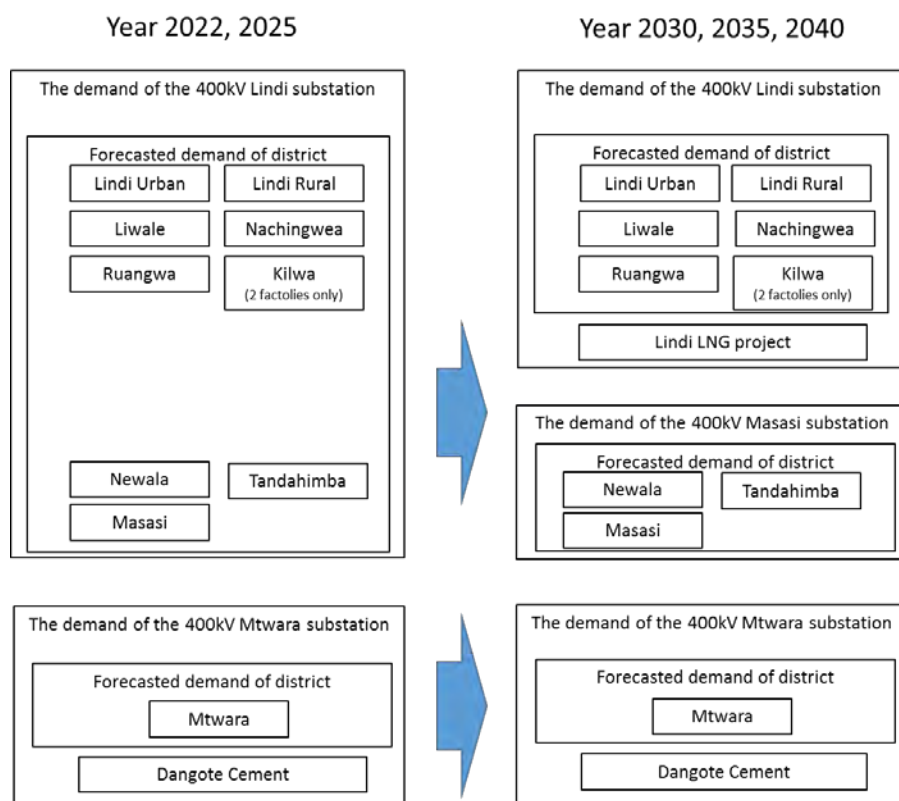 Year 2022, 2025
The demand of the 400kV Lindi substation
Forecasted demand of district
Lindi Urban
Lindi Rural
Liwale
Nachingwea
Ruangwa
Kilwa
(2 factolies only)
Newala
Tandahimba
Masasi
The demand of the 400kV Mtwara substation
Forecasted demand of district
Mtwara
Dangote Cement
Year 2030, 2035, 2040
The demand of the 400kV Lindi substation
Forecasted demand of district
Lindi Urban
Lindi Rural
Liwale
Nachingwea
Ruangwa
Kilwa
(2 factolies only)
Lindi LNG project
The demand of the 400kV Masasi substation
Forecasted demand of district
Newala
Tandahimba
Masasi
The demand of the 400kV Mtwara substation
Forecasted demand of district
Mtwara
Dangote Cement